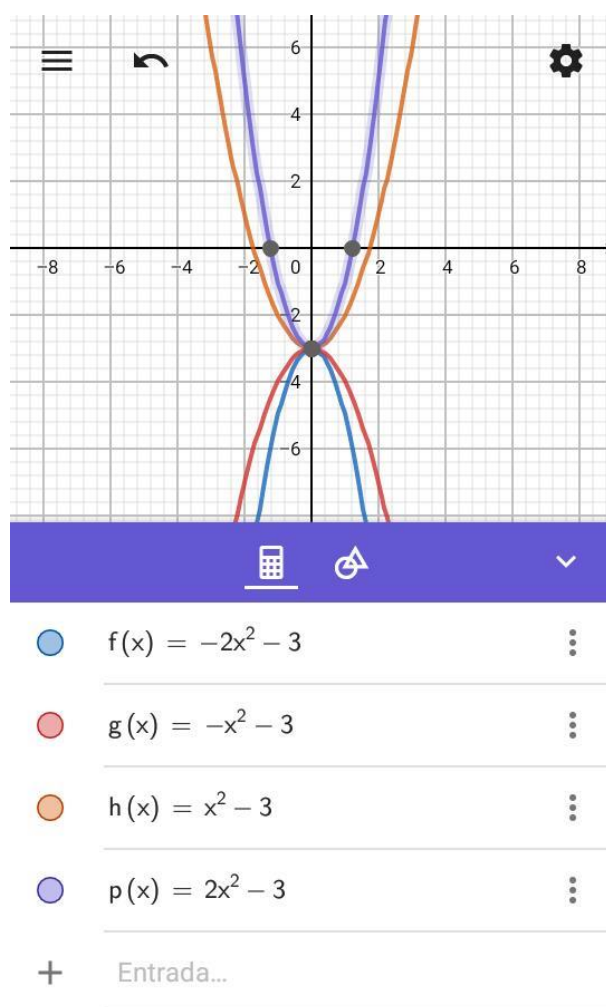 6
4
2
−8 −6 −4 −2 0 2 4 6 8
−2
−4
−6
f(x) = −2x² − 3
g(x) = −x² − 3
h(x) = x² − 3
p(x) = 2x² − 3
+ Entrada...